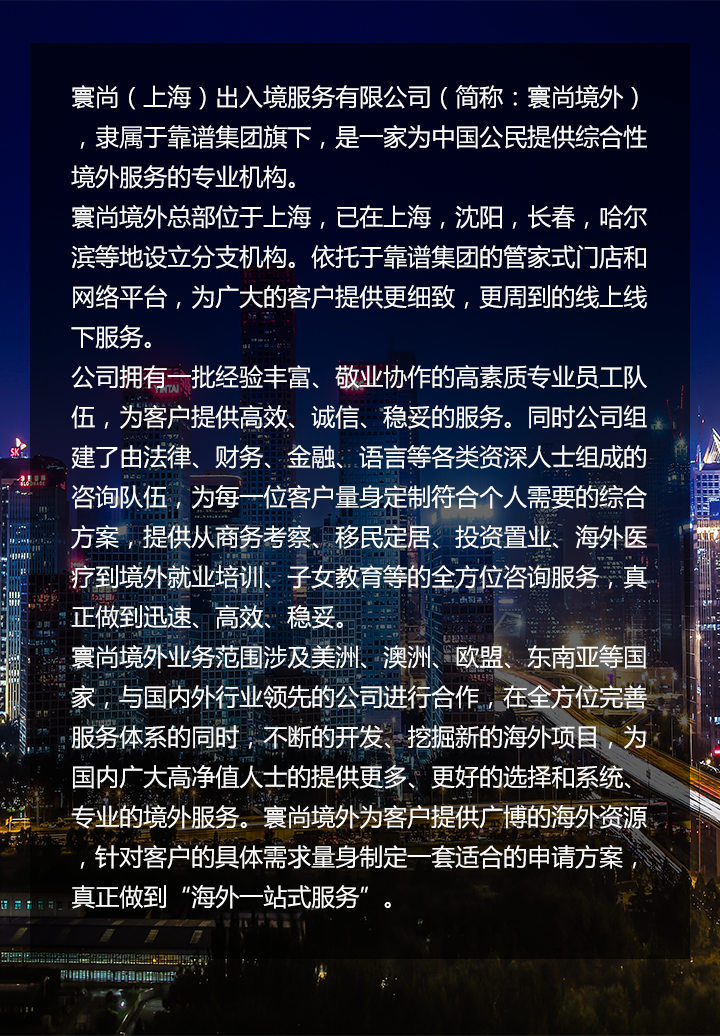 寰尚（上海）出入境服务有限公司（简称：寰尚境外）
，隶属于靠谱集团旗下，是一家为中国公民提供综合性
境外服务的专业机构。
寰尚境外总部位于上海，已在上海，沈阳，长春，哈尔
滨等地设立分支机构。依托于靠谱集团的管家式门店和
网络平台，为广大的客户提供更细致，更周到的线上线
下服务。
公司拥有一批经验丰富、敬业协作的高素质专业员工队
伍，为客户提供高效、诚信、稳妥的服务。同时公司组
建了由法律、财务、金融、语言等各类资深人士组成的
咨询队伍，为每一位客户量身定制符合个人需要的综合
方案，提供从商务考察、移民定居、投资置业、海外医
疗到境外就业培训、子女教育等的全方位咨询服务，真
正做到迅速、高效、稳妥。
寰尚境外业务范围涉及美洲、澳洲、欧盟、东南亚等国
家，与国内外行业领先的公司进行合作，在全方位完善
服务体系的同时，不断的开发、挖掘新的海外项目，为
国内广大高净值人士的提供更多、更好的选择和系统、
专业的境外服务。寰尚境外为客户提供广博的海外资源
，针对客户的具体需求量身制定一套适合的申请方案，
真正做到“海外一站式服务”。
SK